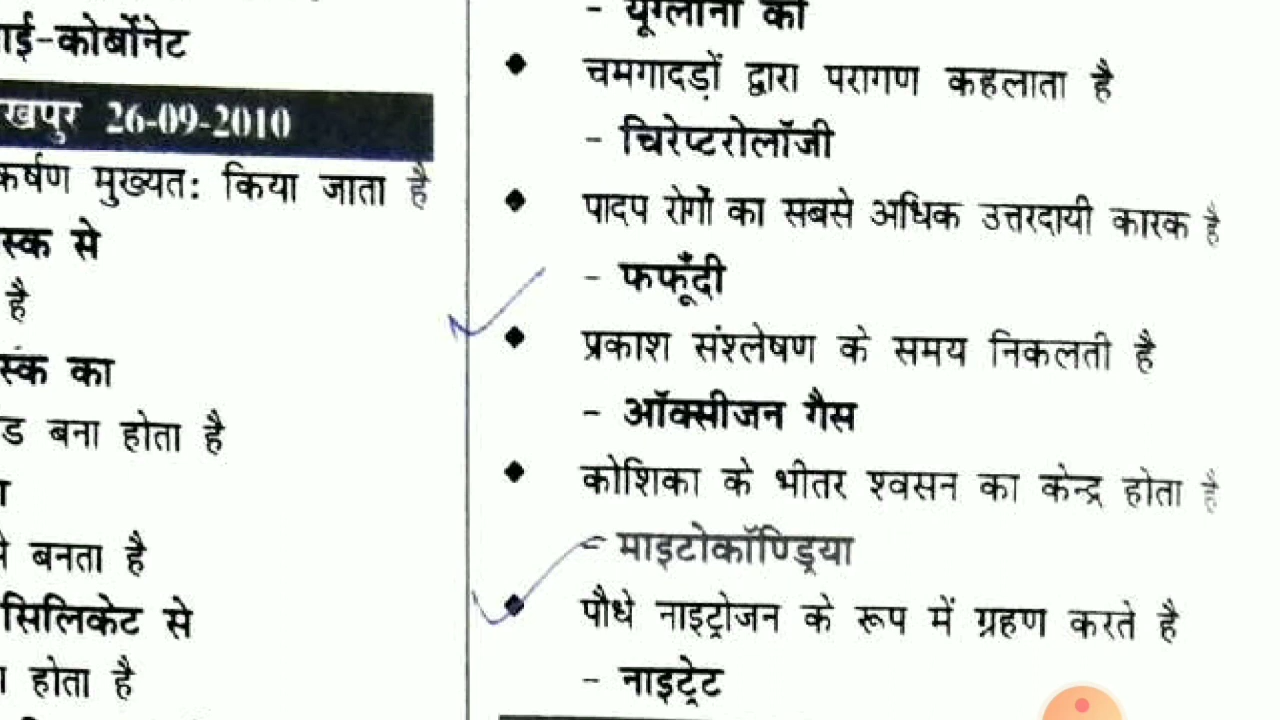 ाई-कोर्बोनेट
खपुर 26-09-2010
कर्षण मुख्यतः किया जाता है
स्क से
है
स्क का
ड बना होता है
बनता है
सिलिकेट से
होता है
- यूग्लीना की
◆ चमगादड़ों द्वारा परागण कहलाता है
- चिरेप्टरोलॉजी
◆ पादप रोगों का सबसे अधिक उत्तरदायी कारक है
- फफूँदी
◆ प्रकाश संश्लेषण के समय निकलती है
- ऑक्सीजन गैस
◆ कोशिका के भीतर श्वसन का केन्द्र होता है
- माइटोकॉण्ड्रिया
◆ पौधे नाइट्रोजन के रूप में ग्रहण करते है
- नाइट्रेट